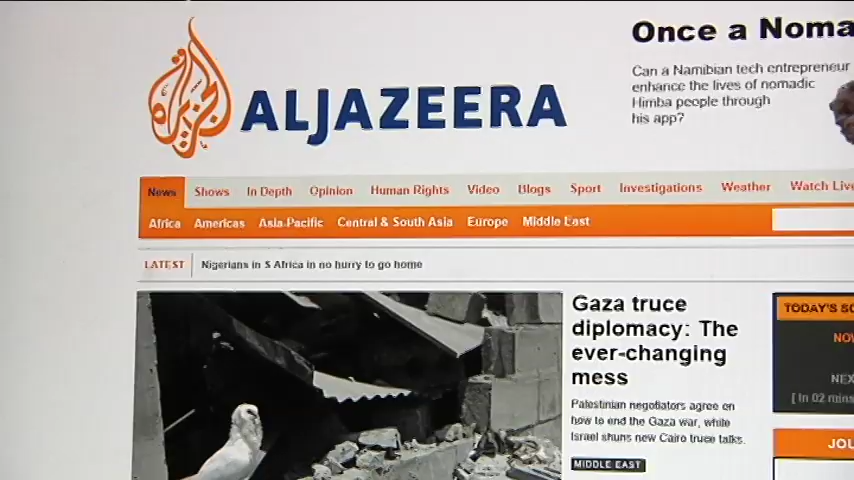 Once a Noma
Can a Namibian tech entrepreneur
enhance the lives of nomadic
Himba people through
his app?
الجزيرة
ALJAZEERA
News Shows In Depth Opinion Human Rights Video Blogs Sport Investigations Weather Watch Live
Africa Americas Asia-Pacific Central & South Asia Europe Middle East
LATEST Nigerians in S Africa in no hurry to go home
Gaza truce
diplomacy: The
ever-changing
mess
Palestinian negotiators agree on
how to end the Gaza war, while
Israel shuns new Cairo truce talks.
MIDDLE EAST
TODAY'S SC
NOW
NEX
[ In 02 mins
JOU